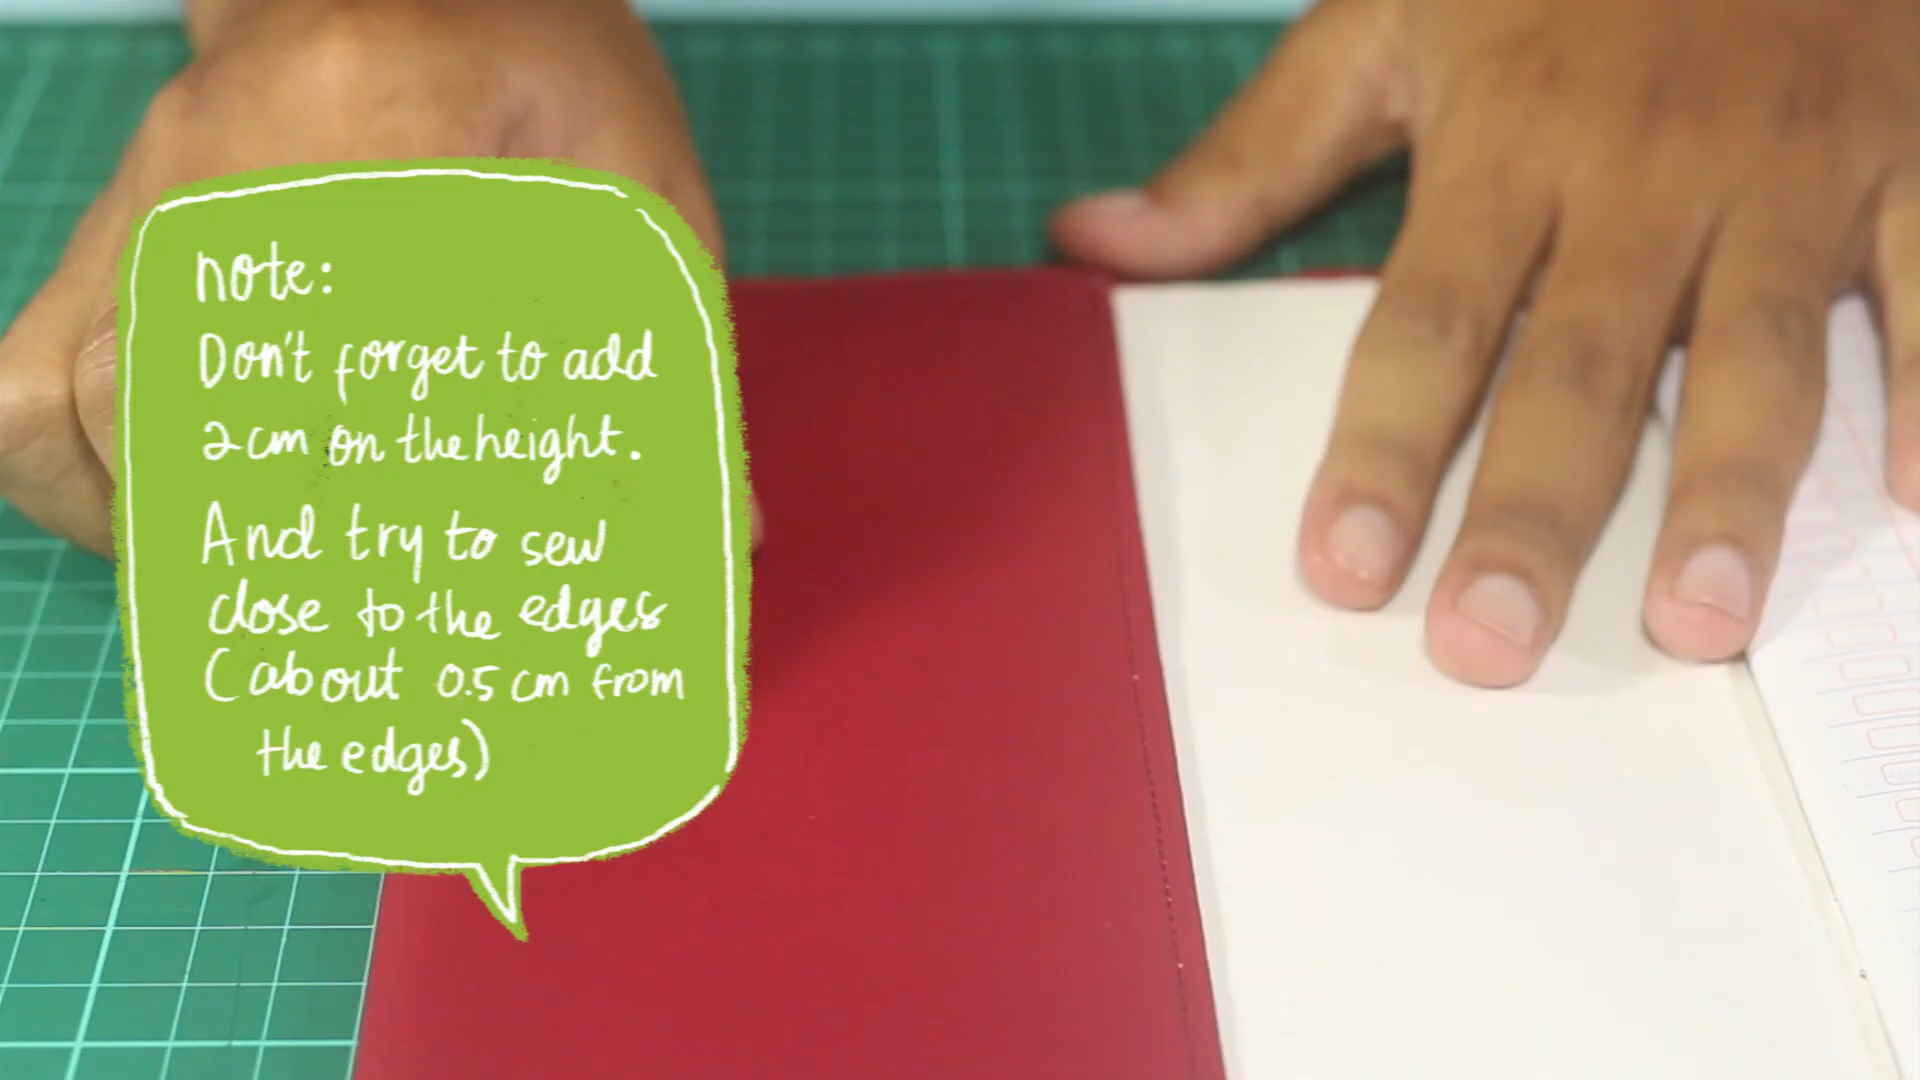 note:
Don't forget to add
2cm on the height.
And try to sew
close to the edges
(about 0.5 cm from
the edges)